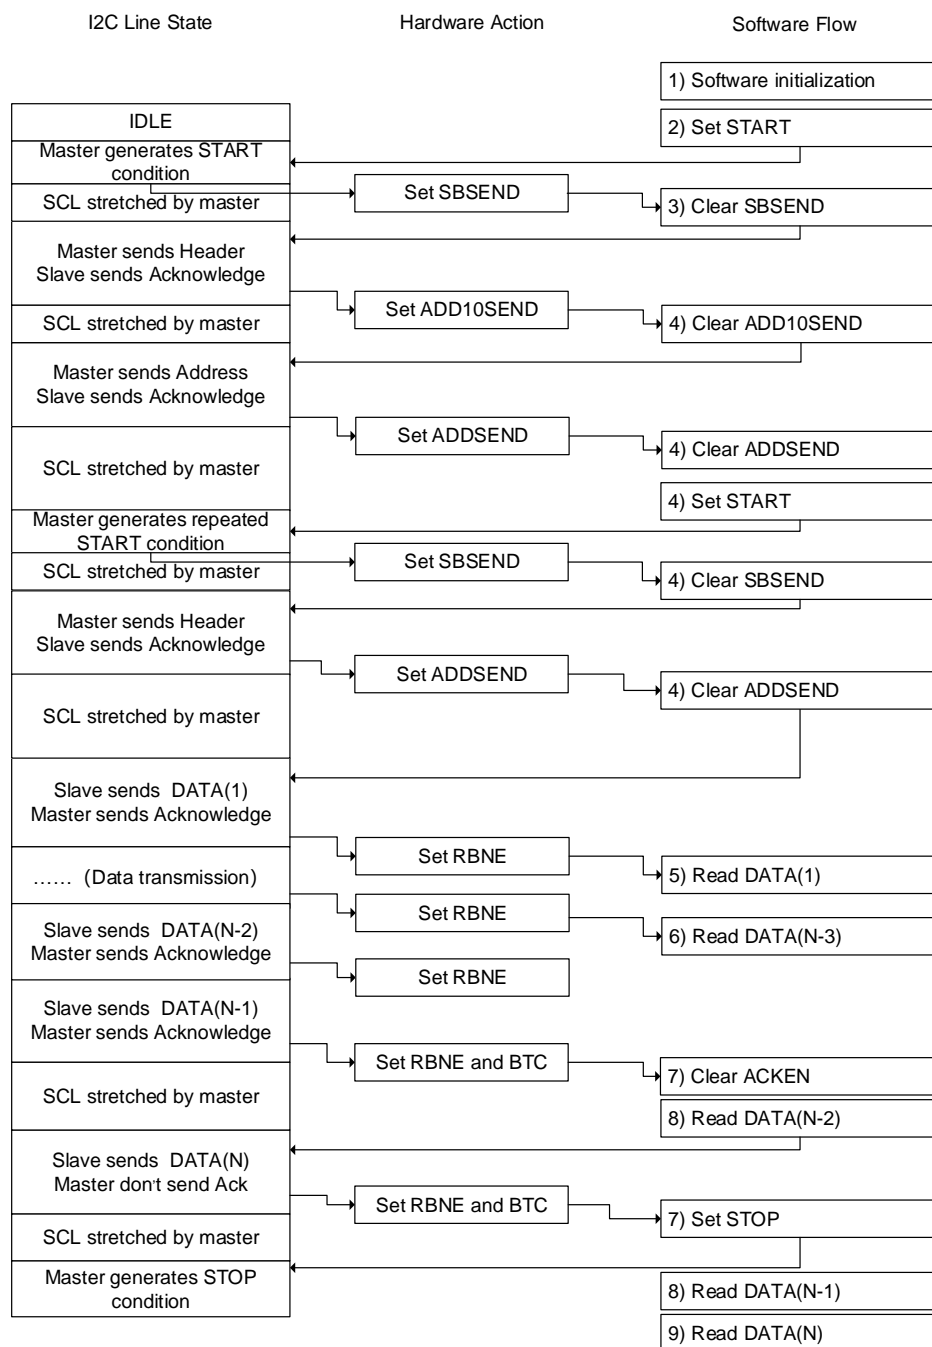 I2C Line State
Hardware Action
Software Flow
1) Software initialization
IDLE
2) Set START
Master generates START
condition
Set SBSEND
SCL stretched by master
3) Clear SBSEND
Master sends Header
Slave sends Acknowledge
Set ADD10SEND
SCL stretched by master
4) Clear ADD10SEND
Master sends Address
Slave sends Acknowledge
Set ADDSEND
4) Clear ADDSEND
SCL stretched by master
4) Set START
Master generates repeated
START condition
Set SBSEND
SCL stretched by master
4) Clear SBSEND
Master sends Header
Slave sends Acknowledge
Set ADDSEND
4) Clear ADDSEND
SCL stretched by master
Slave sends DATA(1)
Master sends Acknowledge
Set RBNE
5) Read DATA(1)
…… (Data transmission)
Set RBNE
6) Read DATA(N-3)
Slave sends DATA(N-2)
Master sends Acknowledge
Set RBNE
Slave sends DATA(N-1)
Master sends Acknowledge
Set RBNE and BTC
7) Clear ACKEN
SCL stretched by master
8) Read DATA(N-2)
Slave sends DATA(N)
Master don't send Ack
Set RBNE and BTC
7) Set STOP
SCL stretched by master
Master generates STOP
condition
8) Read DATA(N-1)
9) Read DATA(N)